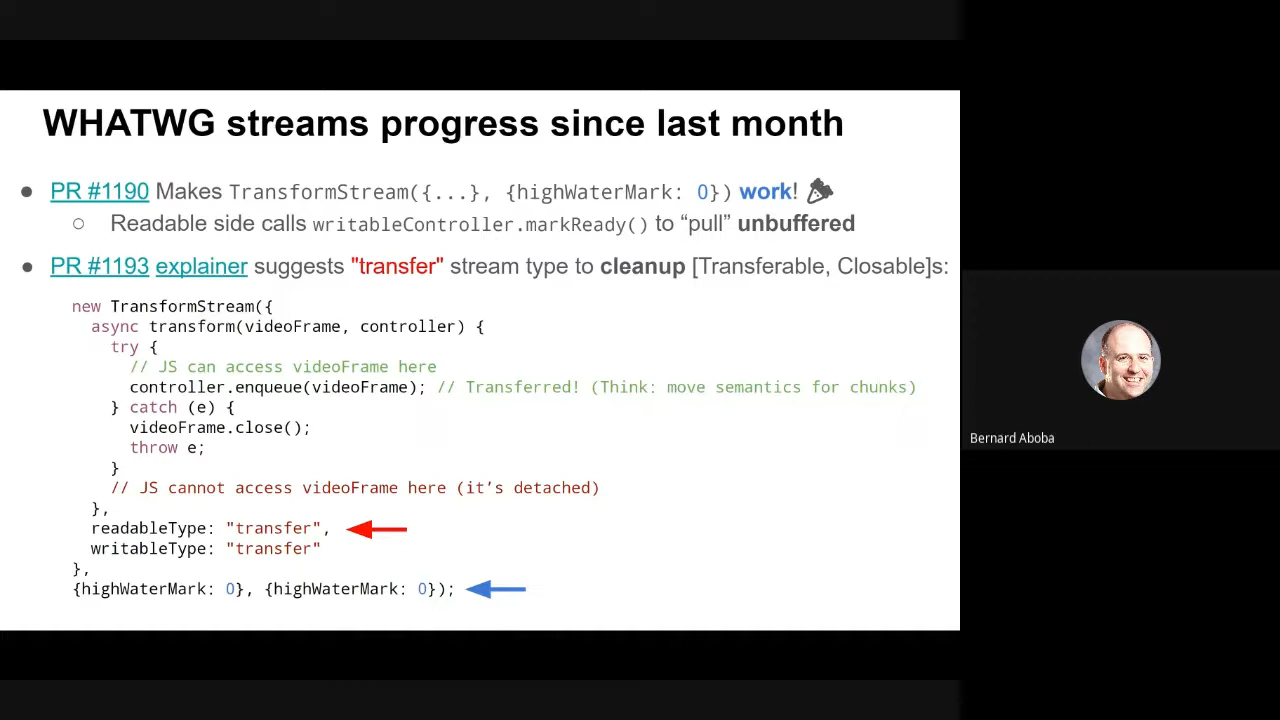 WHATWG streams progress since last month
● PR #1190 Makes TransformStream({...}, {highWaterMark: 0}) work! 🎉
○ Readable side calls writableController.markReady() to “pull” unbuffered
● PR #1193 explainer suggests "transfer" stream type to cleanup [Transferable, Closable]s:
new TransformStream({
  async transform(videoFrame, controller) {
    try {
      // JS can access videoFrame here
      controller.enqueue(videoFrame); // Transferred! (Think: move semantics for chunks)
    } catch (e) {
      videoFrame.close();
      throw e;
    }
    // JS cannot access videoFrame here (it’s detached)
  },
  readableType: "transfer",
  writableType: "transfer"
},
{highWaterMark: 0}, {highWaterMark: 0});
Bernard Aboba